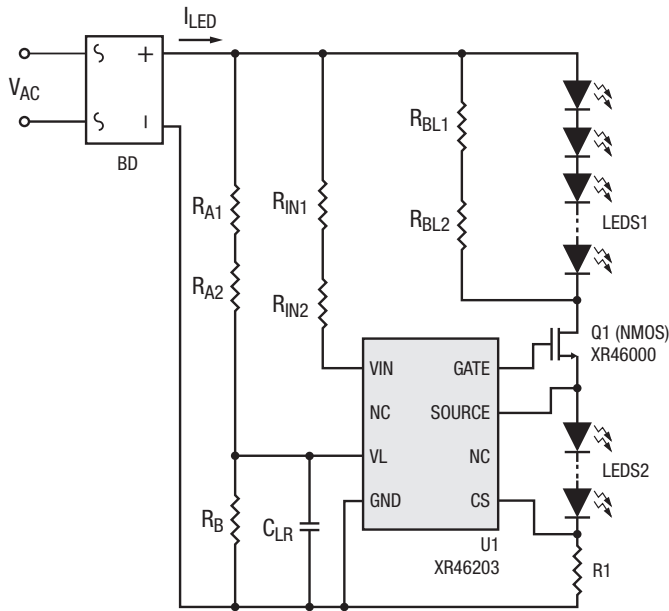 I_LED
V_AC
+
−
BD
R_A1
R_A2
R_IN1
R_IN2
R_BL1
R_BL2
LEDS1
Q1 (NMOS)
XR46000
VIN
GATE
NC
SOURCE
VL
NC
GND
CS
LEDS2
R_B
C_LR
U1
XR46203
R1